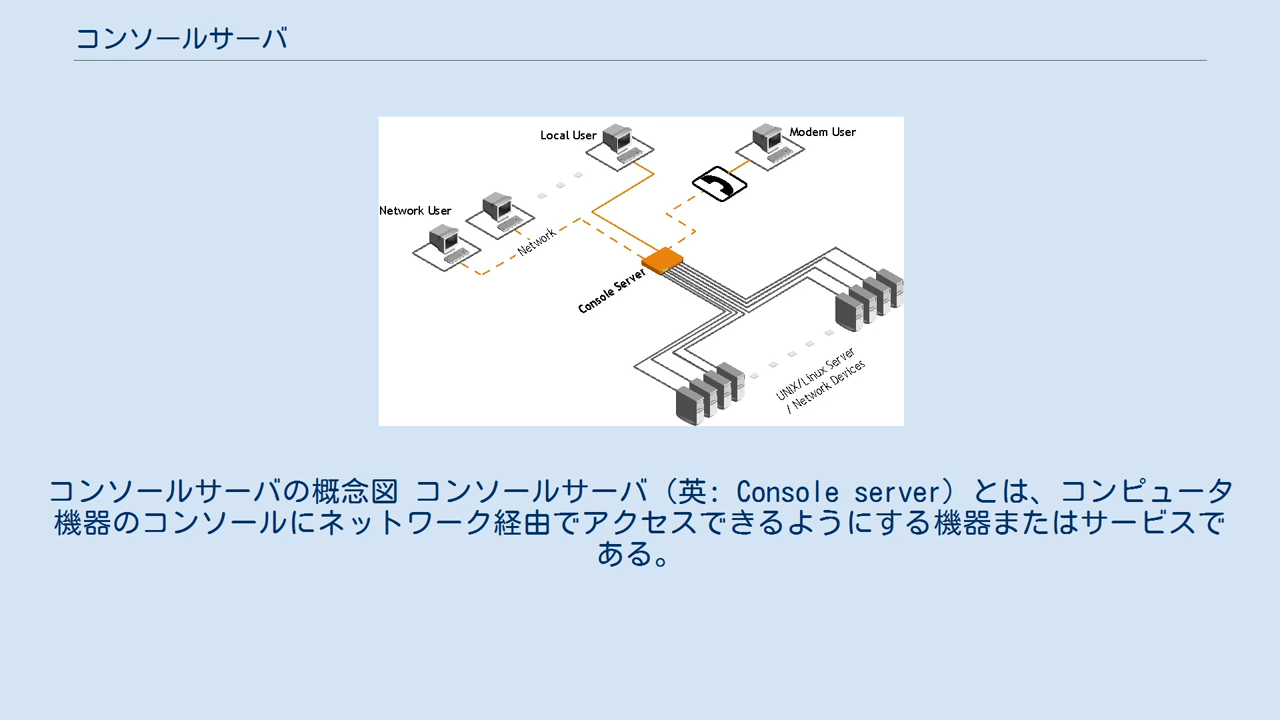 コンソールサーバ
Local User
Modem User
Network User
Network
Console Server
UNIX/Linux Server
/ Network Devices
コンソールサーバの概念図 コンソールサーバ（英: Console server）とは、コンピュータ
機器のコンソールにネットワーク経由でアクセスできるようにする機器またはサービスで
ある。